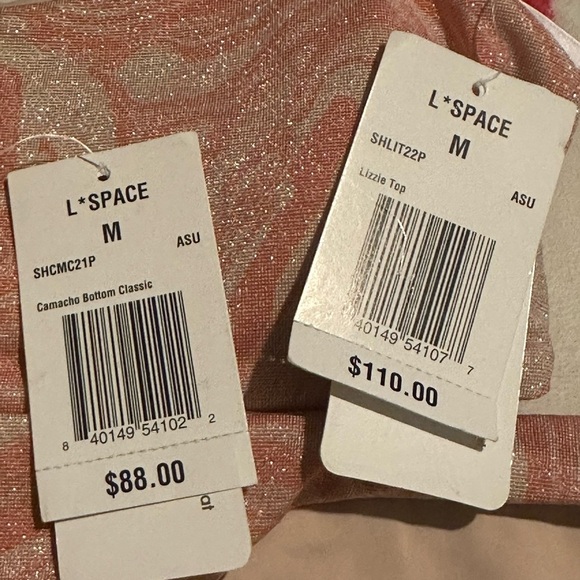 L*SPACE
M
SHCMC21P
ASU
Camacho Bottom Classic
8 40149 54102 2
$88.00
at
L*SPACE
M
SHLIT22P
ASU
Lizzie Top
40149 54107 7
$110.00